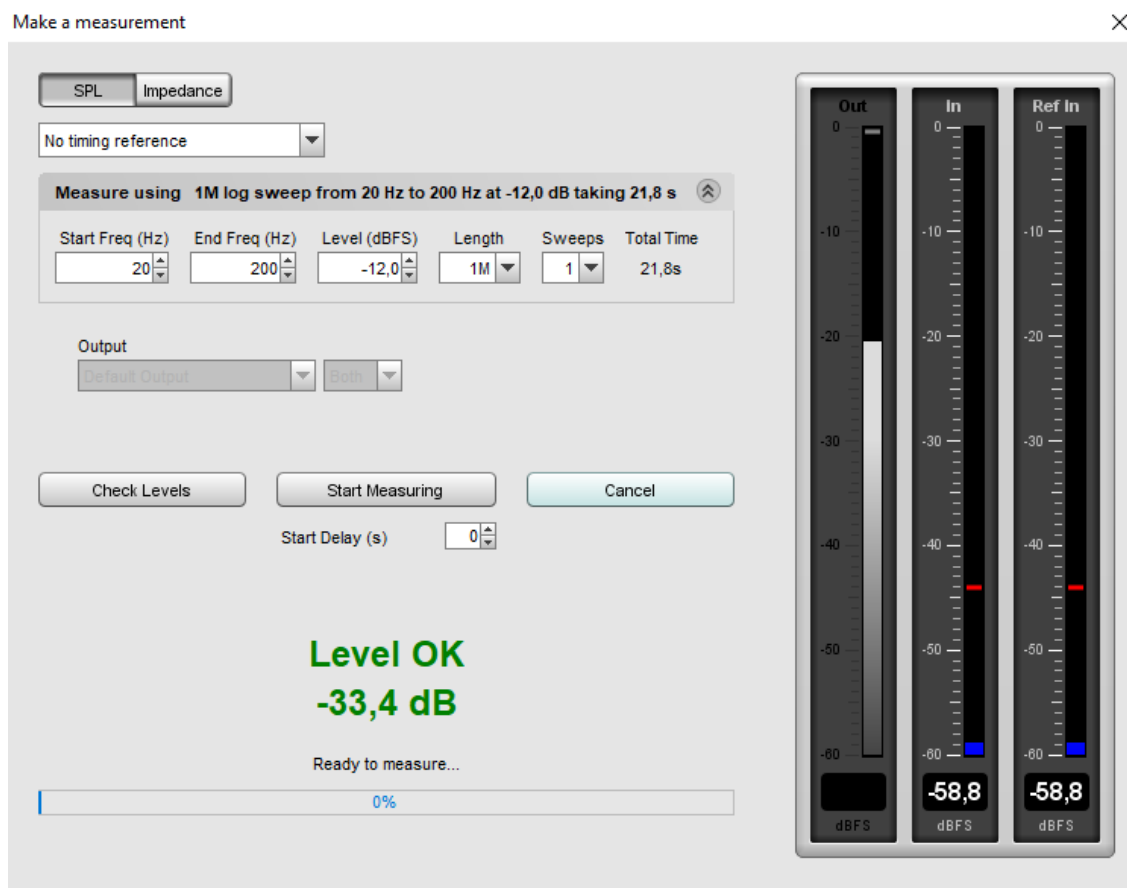 Make a measurement
SPL Impedance
No timing reference
Measure using 1M log sweep from 20 Hz to 200 Hz at -12,0 dB taking 21,8 s
Start Freq (Hz) End Freq (Hz) Level (dBFS) Length Sweeps Total Time
20 200 -12,0 1M 1 21,8s
Output
Default Output Both
Check Levels Start Measuring Cancel
Start Delay (s) 0
Level OK
-33,4 dB
Ready to measure...
0%
Out In Ref In
0 0 0
-10 -10 -10
-20 -20 -20
-30 -30 -30
-40 -40 -40
-50 -50 -50
-60 -60 -60
-58,8 -58,8
dBFS dBFS dBFS